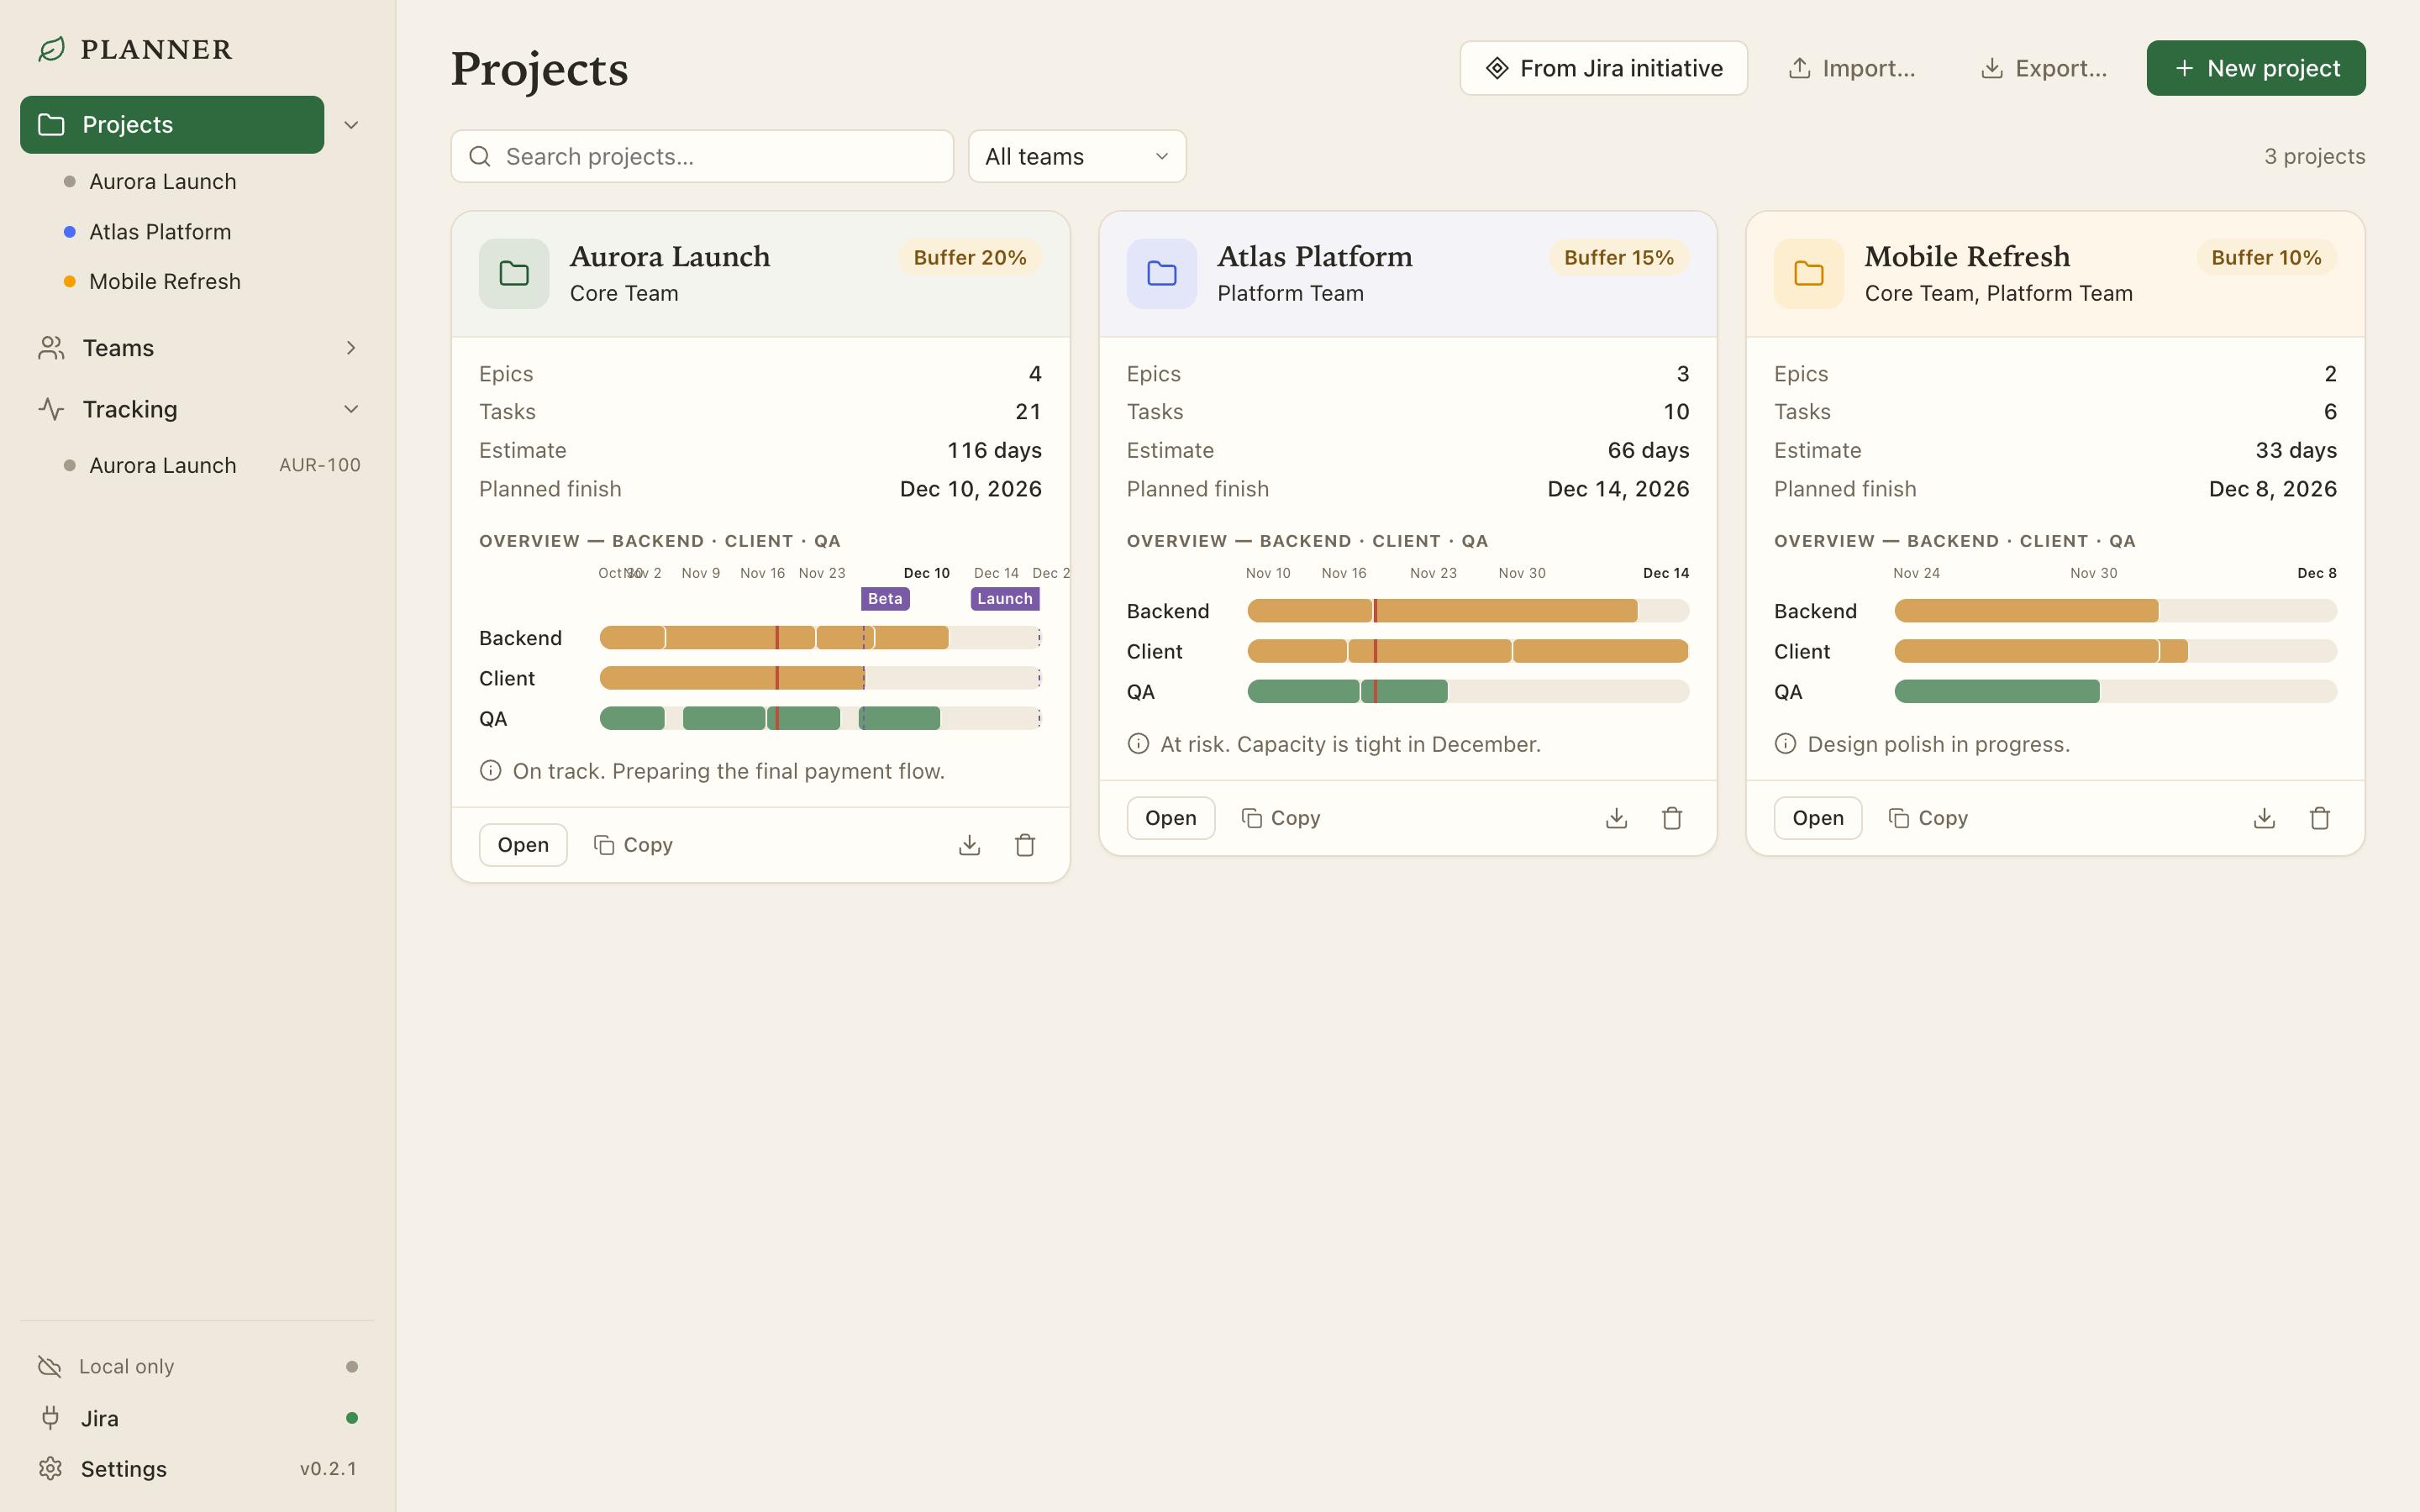 PLANNER
Projects
Aurora Launch
Atlas Platform
Mobile Refresh
Teams
Tracking
Aurora Launch AUR-100
Local only
Jira
Settings v0.2.1
Projects
From Jira initiative
Import...
Export...
New project
Search projects...
All teams
3 projects
Aurora Launch
Buffer 20%
Core Team
Epics 4
Tasks 21
Estimate 116 days
Planned finish Dec 10, 2026
OVERVIEW — BACKEND · CLIENT · QA
Oct 30 Nov 2 Nov 9 Nov 16 Nov 23 Dec 10 Dec 14 Dec 2
Beta Launch
Backend
Client
QA
On track. Preparing the final payment flow.
Open Copy
Atlas Platform
Buffer 15%
Platform Team
Epics 3
Tasks 10
Estimate 66 days
Planned finish Dec 14, 2026
OVERVIEW — BACKEND · CLIENT · QA
Nov 10 Nov 16 Nov 23 Nov 30 Dec 14
Backend
Client
QA
At risk. Capacity is tight in December.
Open Copy
Mobile Refresh
Buffer 10%
Core Team, Platform Team
Epics 2
Tasks 6
Estimate 33 days
Planned finish Dec 8, 2026
OVERVIEW — BACKEND · CLIENT · QA
Nov 24 Nov 30 Dec 8
Backend
Client
QA
Design polish in progress.
Open Copy